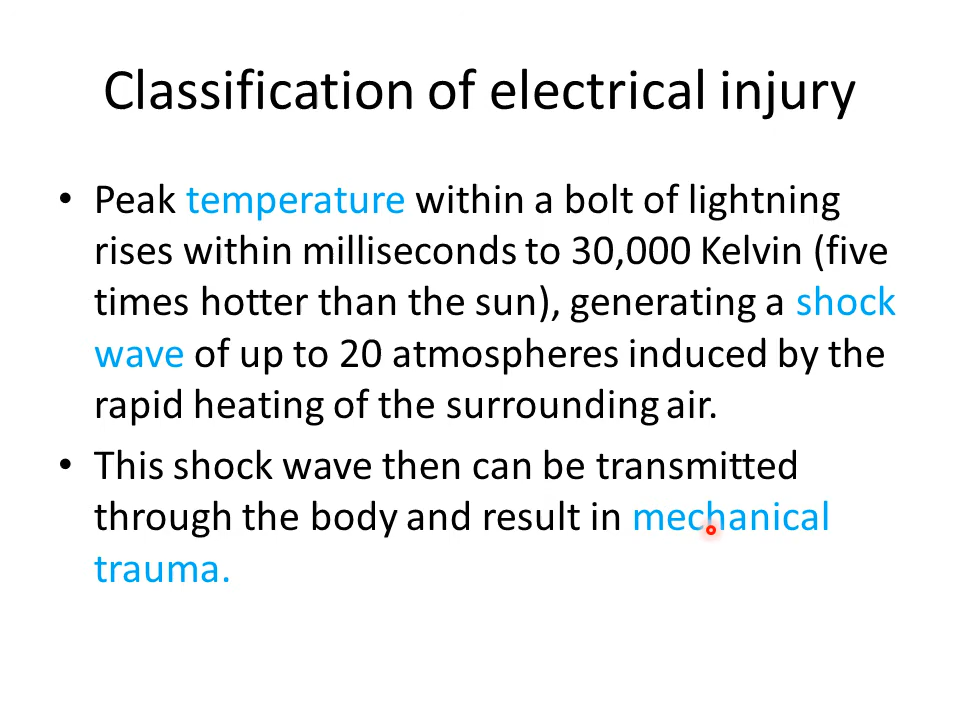 Classification of electrical injury
• Peak temperature within a bolt of lightning
rises within milliseconds to 30,000 Kelvin (five
times hotter than the sun), generating a shock
wave of up to 20 atmospheres induced by the
rapid heating of the surrounding air.
• This shock wave then can be transmitted
through the body and result in mechanical
trauma.